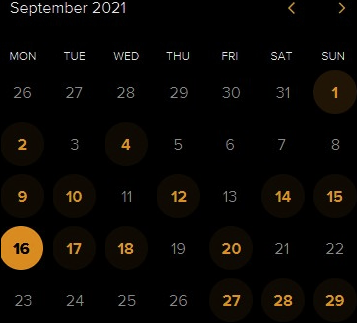 September 2021
MON TUE WED THU FRI SAT SUN
26 27 28 29 30 31 1
2 3 4 5 6 7 8
9 10 11 12 13 14 15
16 17 18 19 20 21 22
23 24 25 26 27 28 29